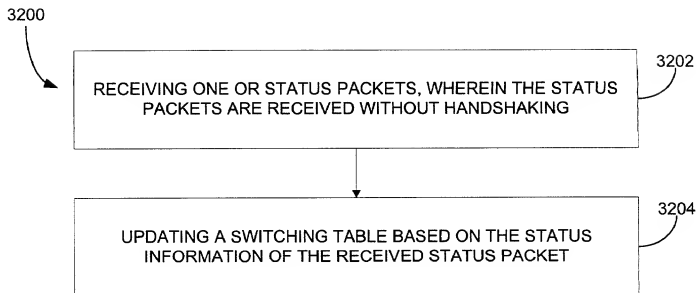 3200
3202
RECEIVING ONE OR STATUS PACKETS, WHEREIN THE STATUS
PACKETS ARE RECEIVED WITHOUT HANDSHAKING
3204
UPDATING A SWITCHING TABLE BASED ON THE STATUS
INFORMATION OF THE RECEIVED STATUS PACKET